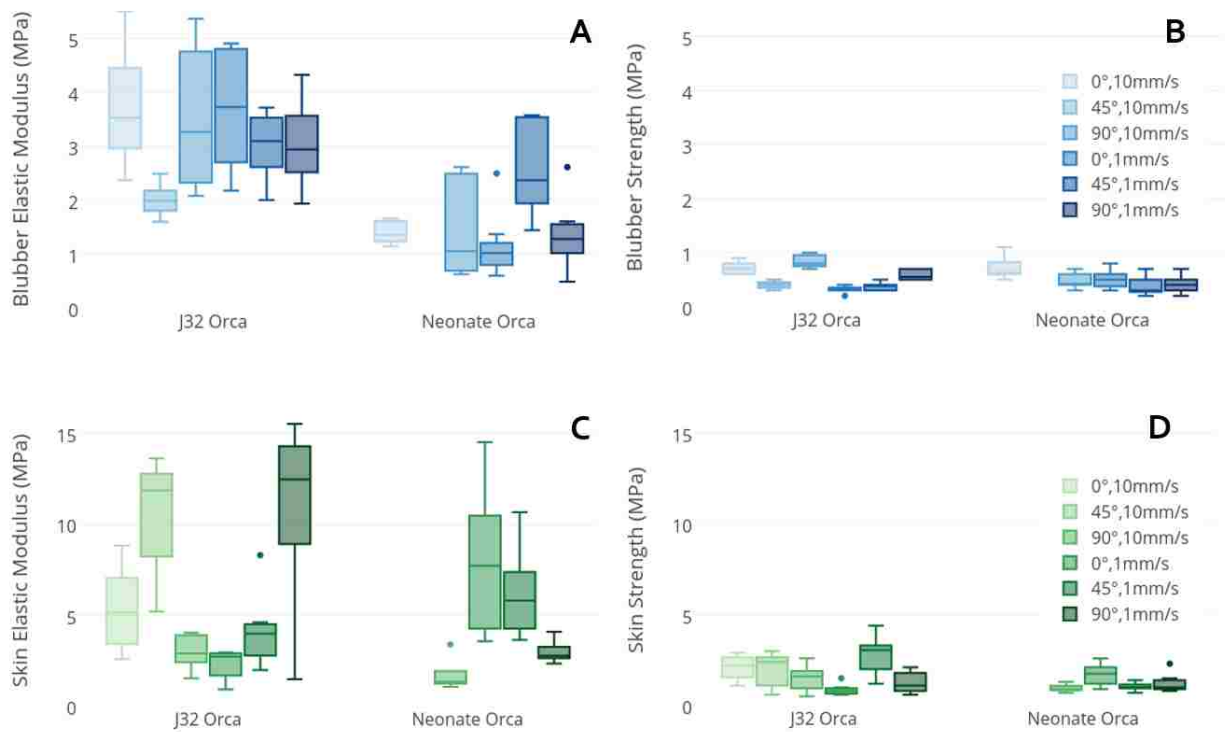 A
Blubber Elastic Modulus (MPa)
5
4
3
2
1
0
J32 Orca
Neonate Orca
B
Blubber Strength (MPa)
5
4
3
2
1
0
0°,10mm/s
45°,10mm/s
90°,10mm/s
0°,1mm/s
45°,1mm/s
90°,1mm/s
J32 Orca
Neonate Orca
C
Skin Elastic Modulus (MPa)
15
10
5
0
J32 Orca
Neonate Orca
D
Skin Strength (MPa)
15
10
5
0
0°,10mm/s
45°,10mm/s
90°,10mm/s
0°,1mm/s
45°,1mm/s
90°,1mm/s
J32 Orca
Neonate Orca